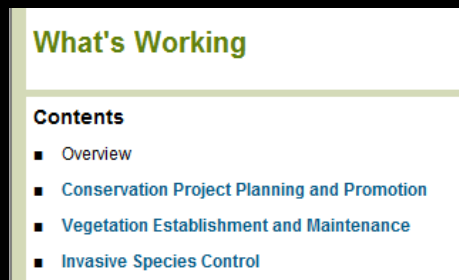 What's Working
Contents
■ Overview
■ Conservation Project Planning and Promotion
■ Vegetation Establishment and Maintenance
■ Invasive Species Control